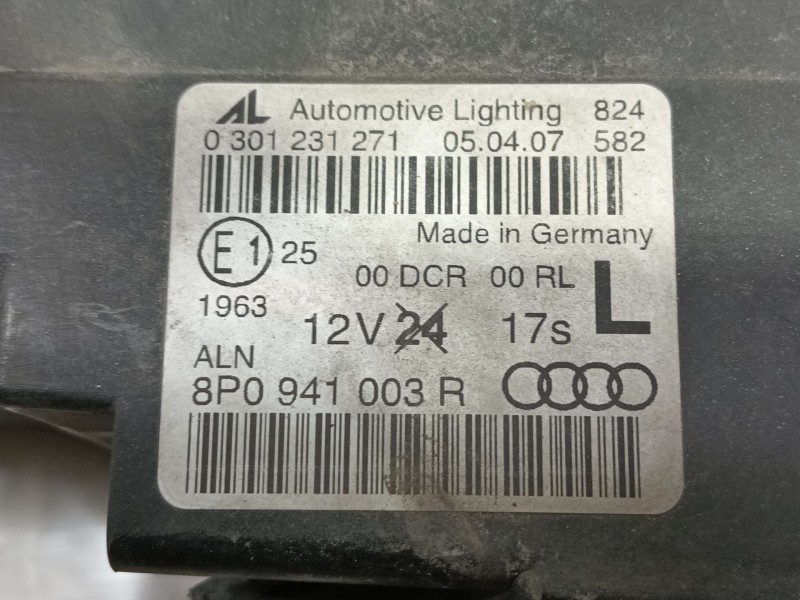 AL Automotive Lighting 824
0 301 231 271 05.04.07 582
Made in Germany
E1 25
00 DCR 00 RL L
1963
12V 24 17s
ALN
8P0 941 003 R